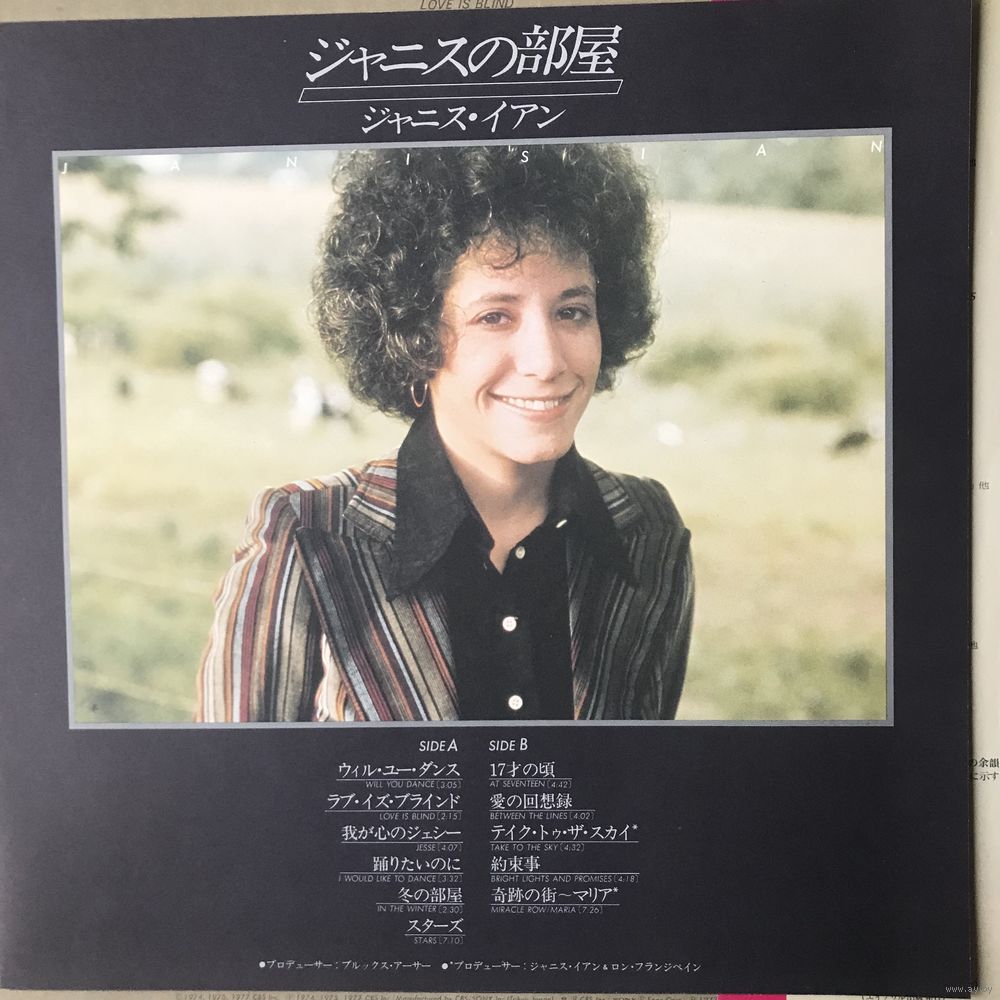 LOVE IS BLIND
ジャニスの部屋
ジャニス・イアン
JANIS IAN
SIDE A
ウィル・ユー・ダンス
WILL YOU DANCE [3:05]
ラブ・イズ・ブラインド
LOVE IS BLIND [2:15]
我が心のジェシー
JESSE [4:07]
踊りたいのに
I WOULD LIKE TO DANCE [3:32]
冬の部屋
IN THE WINTER [2:30]
スターズ
STARS [7:10]
SIDE B
17才の頃
AT SEVENTEEN [4:42]
愛の回想録
BETWEEN THE LINES [4:02]
テイク・トゥ・ザ・スカイ*
TAKE TO THE SKY [4:32]
約束事
BRIGHT LIGHTS AND PROMISES [4:18]
奇跡の街〜マリア*
MIRACLE ROW/MARIA [7:26]
●プロデューサー：ブルックス・アーサー ●*プロデューサー：ジャニス・イアン&ロン・フランジペイン
他
の余韻
に示す